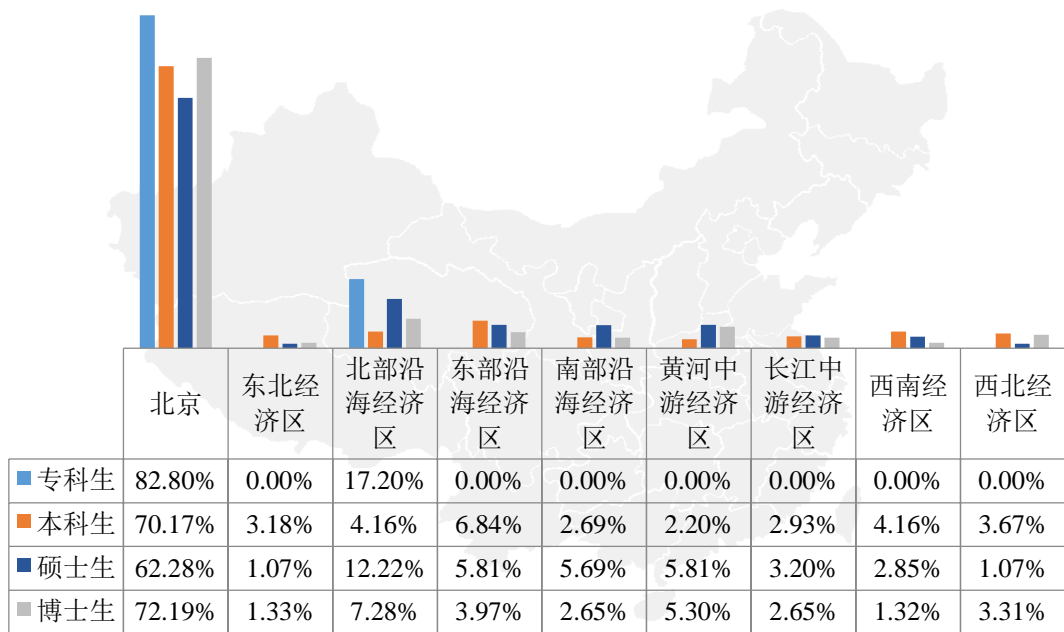 北京 东北经济区 北部沿海经济区 东部沿海经济区 南部沿海经济区 黄河中游经济区 长江中游经济区 西南经济区 西北经济区
专科生 82.80% 0.00% 17.20% 0.00% 0.00% 0.00% 0.00% 0.00% 0.00%
本科生 70.17% 3.18% 4.16% 6.84% 2.69% 2.20% 2.93% 4.16% 3.67%
硕士生 62.28% 1.07% 12.22% 5.81% 5.69% 5.81% 3.20% 2.85% 1.07%
博士生 72.19% 1.33% 7.28% 3.97% 2.65% 5.30% 2.65% 1.32% 3.31%